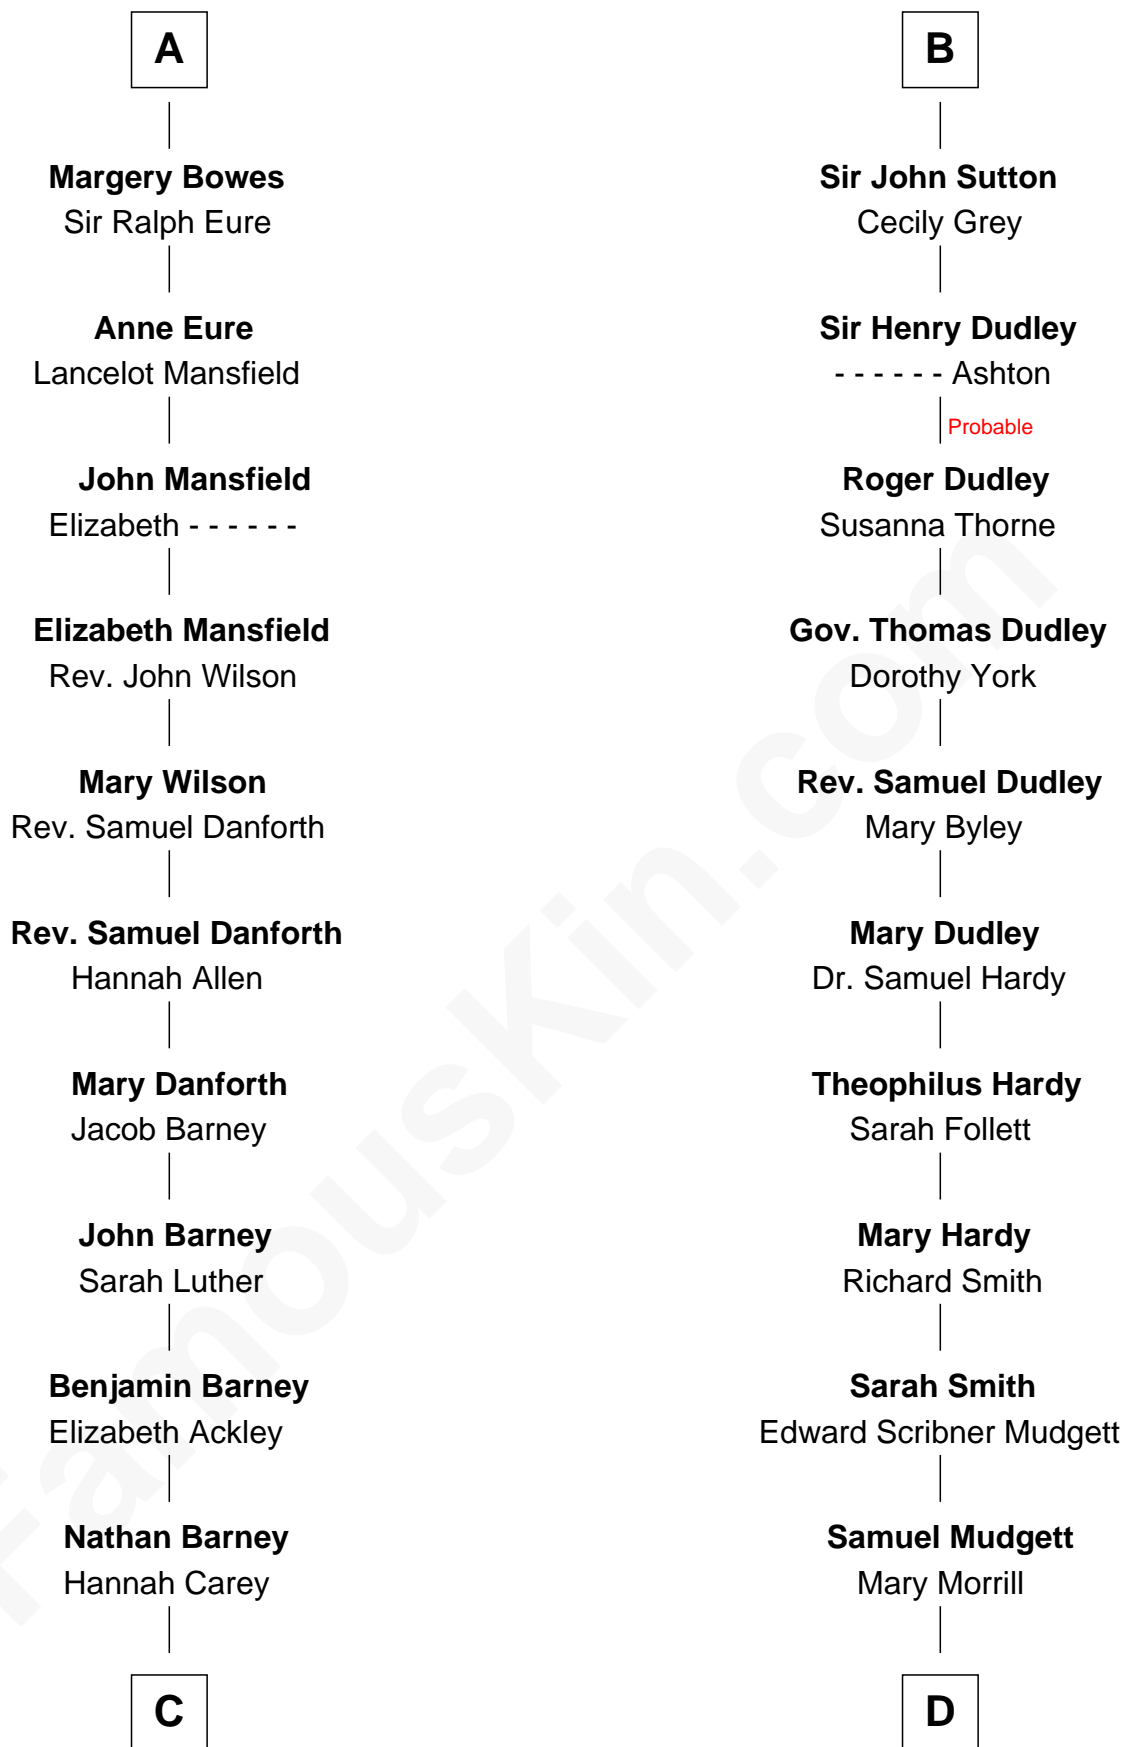 A
Margery Bowes
Sir Ralph Eure
Anne Eure
Lancelot Mansfield
John Mansfield
Elizabeth - - - - - -
Elizabeth Mansfield
Rev. John Wilson
Mary Wilson
Rev. Samuel Danforth
Rev. Samuel Danforth
Hannah Allen
Mary Danforth
Jacob Barney
John Barney
Sarah Luther
Benjamin Barney
Elizabeth Ackley
Nathan Barney
Hannah Carey
C
B
Sir John Sutton
Cecily Grey
Sir Henry Dudley
- - - - - - Ashton
Probable
Roger Dudley
Susanna Thorne
Gov. Thomas Dudley
Dorothy York
Rev. Samuel Dudley
Mary Byley
Mary Dudley
Dr. Samuel Hardy
Theophilus Hardy
Sarah Follett
Mary Hardy
Richard Smith
Sarah Smith
Edward Scribner Mudgett
Samuel Mudgett
Mary Morrill
D
FamousKin.com